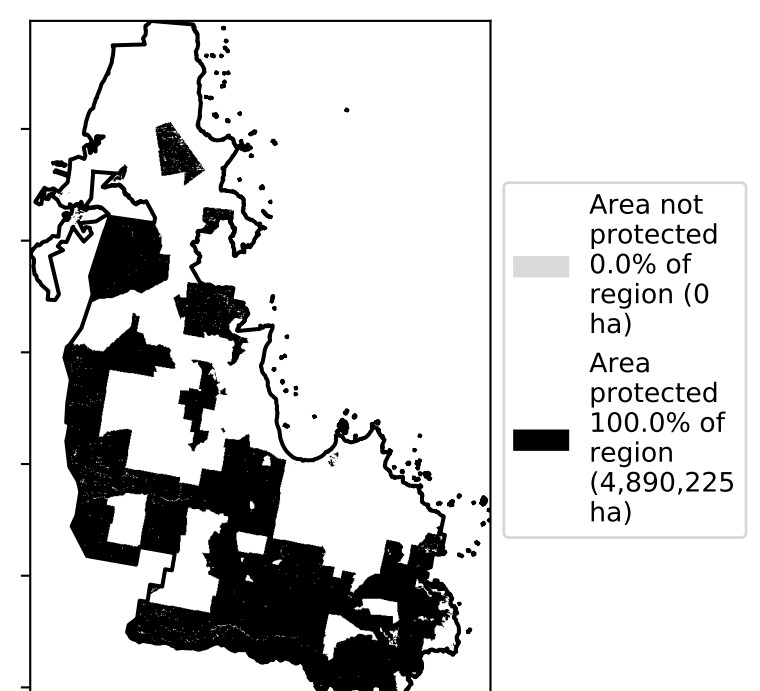 Area not
protected
0.0% of
region (0
ha)
Area
protected
100.0% of
region
(4,890,225
ha)